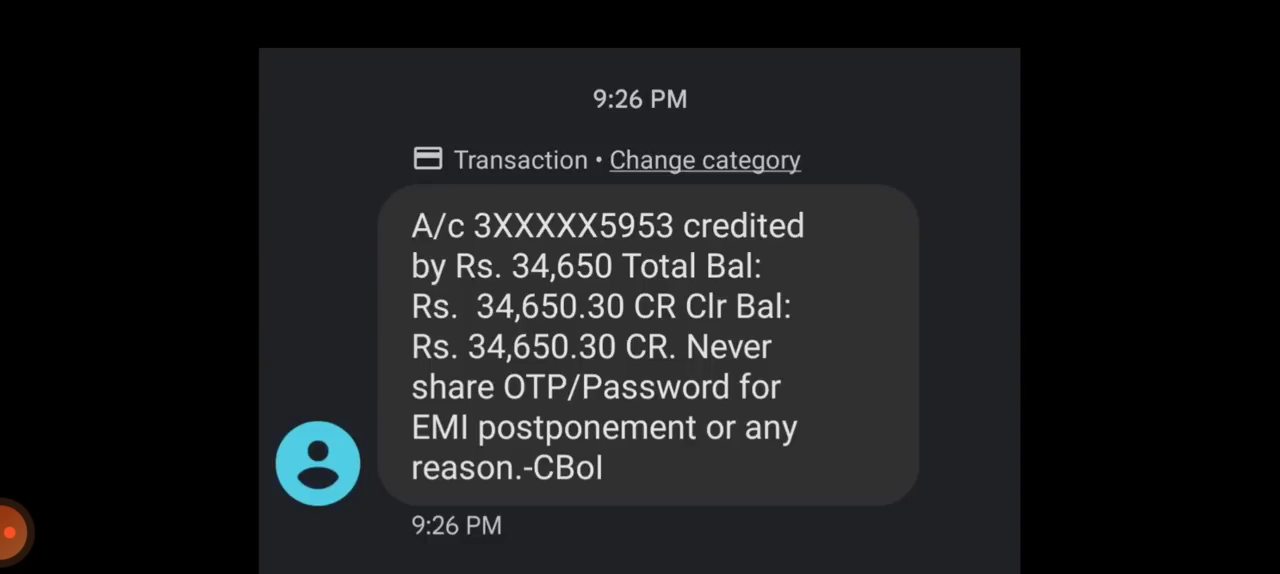 9:26 PM
Transaction • Change category
A/c 3XXXXX5953 credited
by Rs. 34,650 Total Bal:
Rs.  34,650.30 CR Clr Bal:
Rs. 34,650.30 CR. Never
share OTP/Password for
EMI postponement or any
reason.-CBoI
9:26 PM